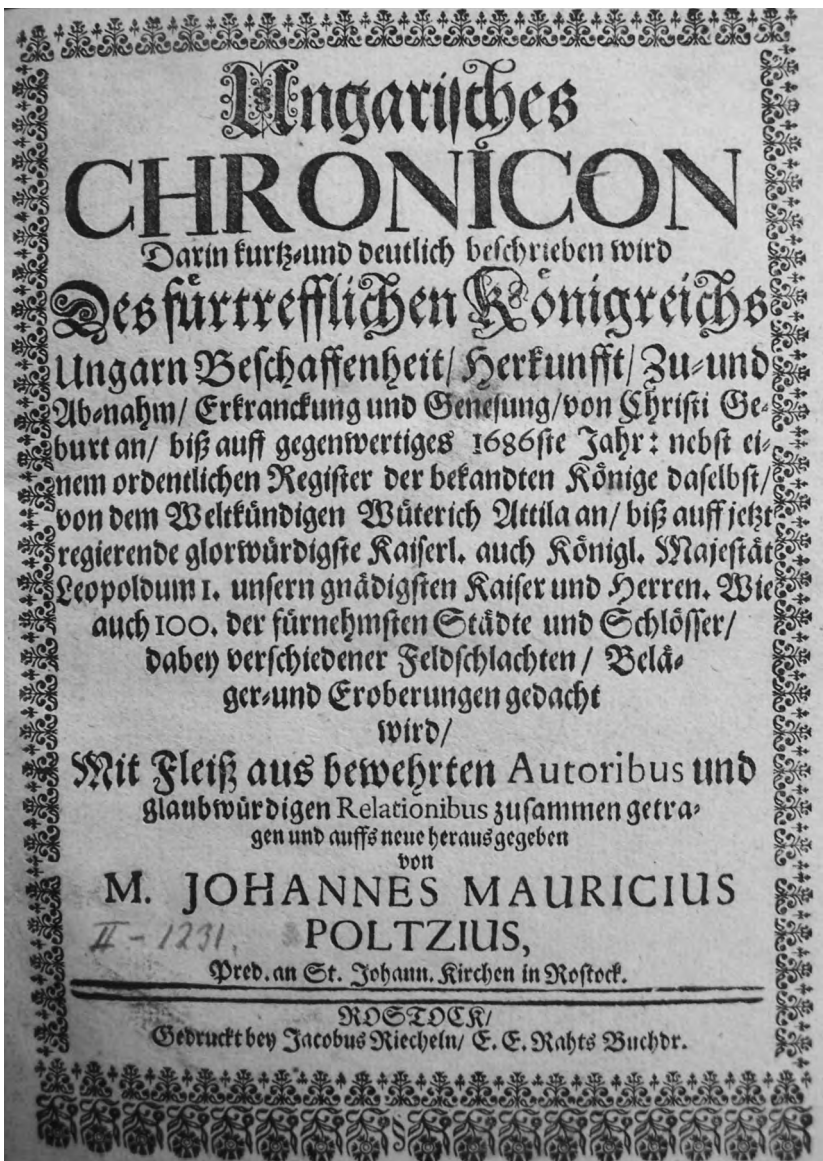 Ungarisches
CHRONICON
Darin kurtz-und deutlich beschrieben wird
Des fürtrefflichen Königreichs
Ungarn Beschaffenheit/ Herkunfft/ Zu-und
Ab-nahm/ Erkranckung und Genesung/von Christi Ge-
burt an/ biß auff gegenwertiges 1686ste Jahr: nebst ei-
nem ordentlichen Register der bekandten Könige daselbst/
von dem Weltkündigen Wüterich Attila an/ biß auff jetzt
regierende glorwürdigste Kaiserl. auch Königl. Majestät
Leopoldum I. unsern gnädigsten Kaiser und Herren. Wie
auch 100. der fürnehmsten Städte und Schlösser/
dabey verschiedener Feldschlachten/ Belä-
ger-und Eroberungen gedacht
wird/
Mit Fleiß aus bewehrten Autoribus und
glaubwürdigen Relationibus zusammen getra-
gen und auffs neue heraus gegeben
von
M. JOHANNES MAURICIUS
POLTZIUS,
II-1231.
Pred. an St. Johann. Kirchen in Rostock.
ROSTOCK/
Gedruckt bey Jacobus Riecheln/ E. E. Rahts Buchdr.